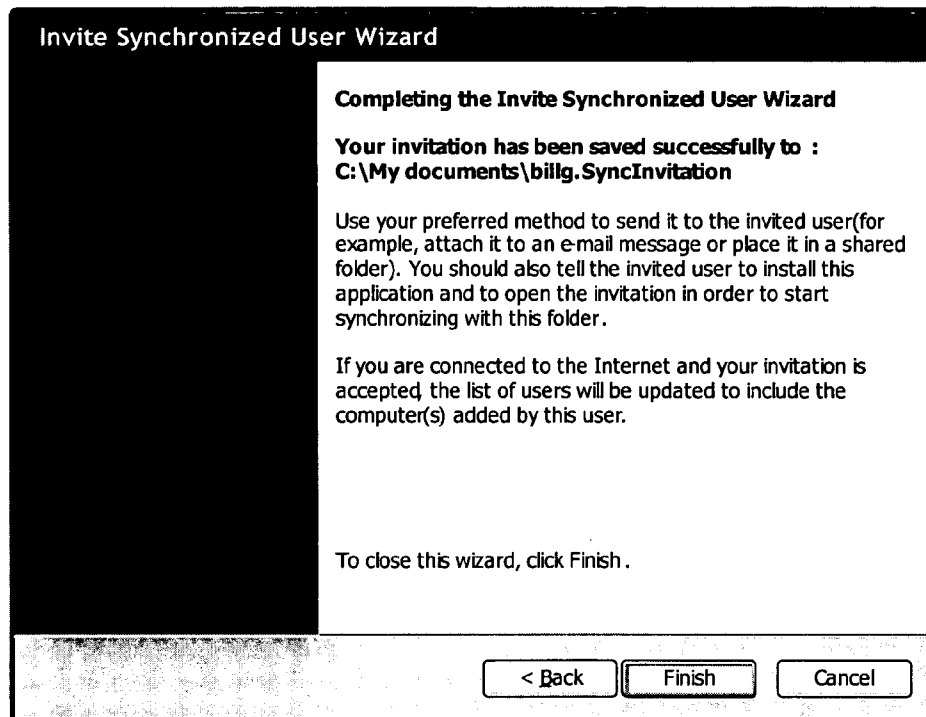 Invite Synchronized User Wizard
Completing the Invite Synchronized User Wizard
Your invitation has been saved successfully to :
C:\My documents\billg.SyncInvitation
Use your preferred method to send it to the invited user(for
example, attach it to an e-mail message or place it in a shared
folder). You should also tell the invited user to install this
application and to open the invitation in order to start
synchronizing with this folder.
If you are connected to the Internet and your invitation is
accepted, the list of users will be updated to include the
computer(s) added by this user.
To close this wizard, click Finish.
< Back
Finish
Cancel